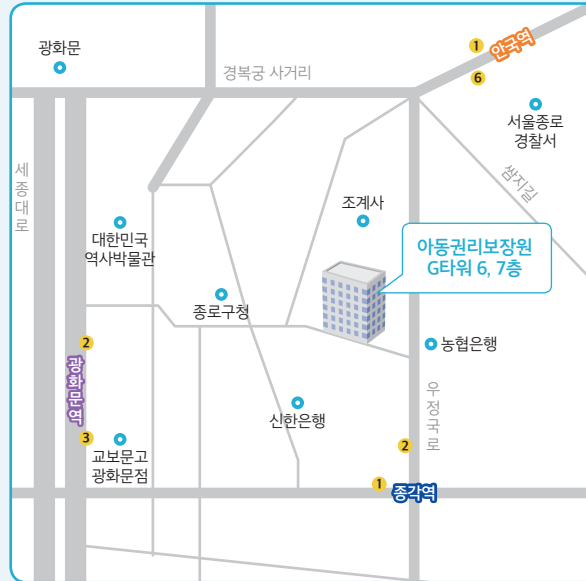 광화문
경복궁 사거리
1
안국역
6
서울종로
경찰서
세종대로
쌈지길
조계사
대한민국
역사박물관
아동권리보장원
G타워 6, 7층
종로구청
2
광화문역
농협은행
우정국로
신한은행
3
교보문고
광화문점
2
1
종각역